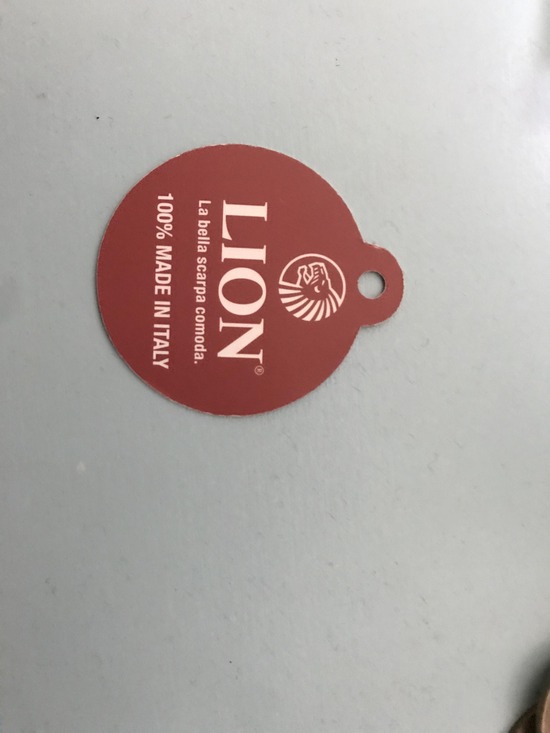 LION®
La bella scarpa comoda.
100% MADE IN ITALY